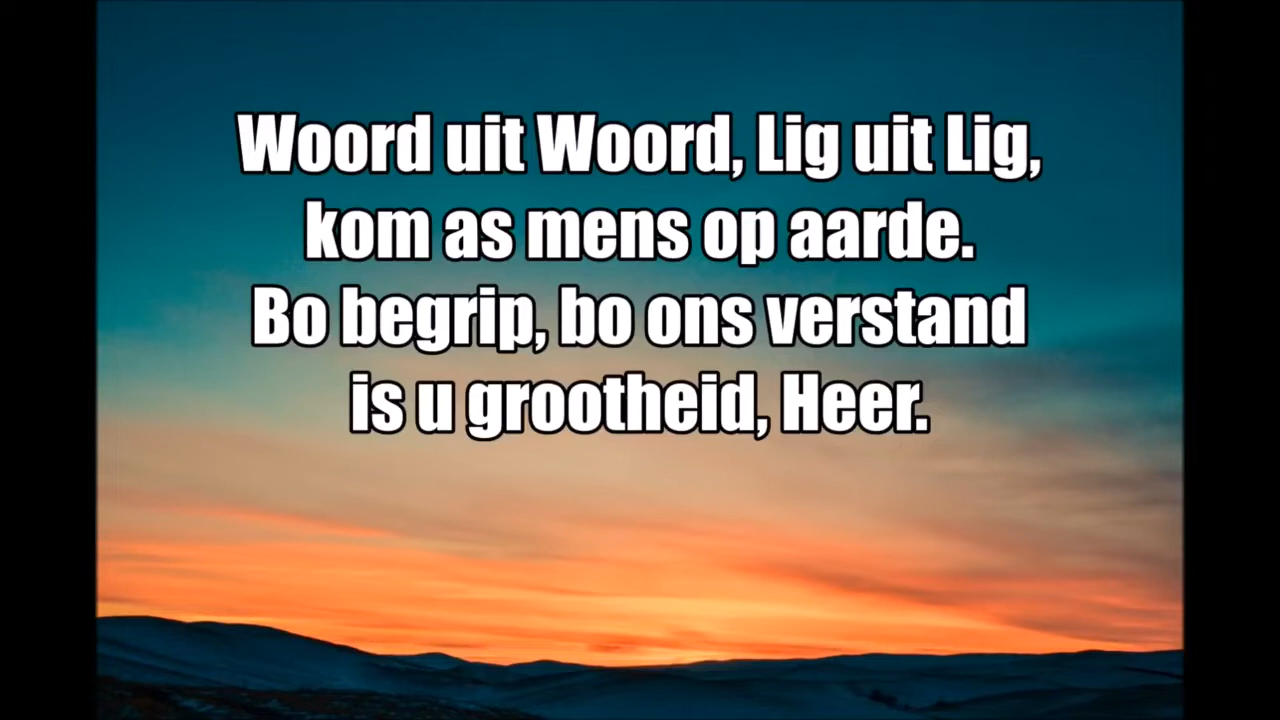 Woord uit Woord, Lig uit Lig,
kom as mens op aarde.
Bo begrip, bo ons verstand
is u grootheid, Heer.